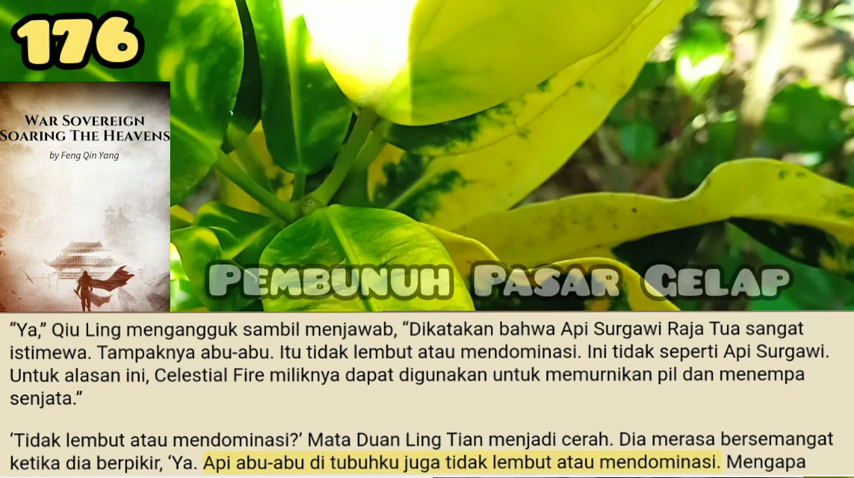 176
WAR SOVEREIGN
SOARING THE HEAVENS
by Feng Qin Yang
PEMBUNUH PASAR GELAP
“Ya,” Qiu Ling mengangguk sambil menjawab, “Dikatakan bahwa Api Surgawi Raja Tua sangat
istimewa. Tampaknya abu-abu. Itu tidak lembut atau mendominasi. Ini tidak seperti Api Surgawi.
Untuk alasan ini, Celestial Fire miliknya dapat digunakan untuk memurnikan pil dan menempa
senjata.”
‘Tidak lembut atau mendominasi?’ Mata Duan Ling Tian menjadi cerah. Dia merasa bersemangat
ketika dia berpikir, ‘Ya. Api abu-abu di tubuhku juga tidak lembut atau mendominasi. Mengapa